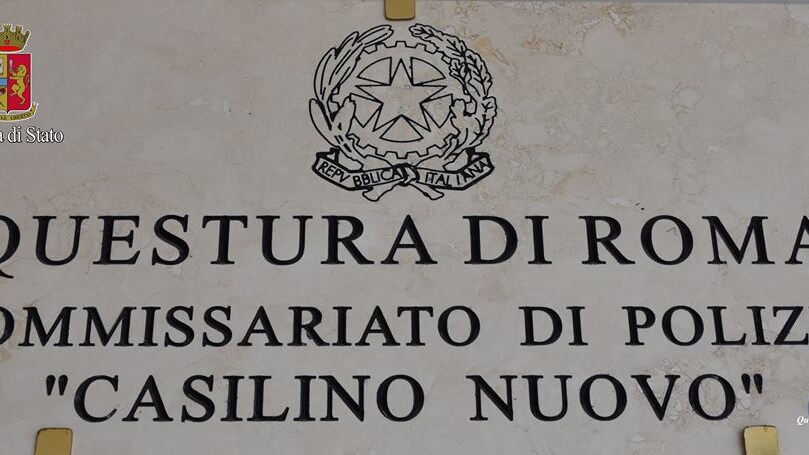 di Stato
REPVBBLICA ITALIANA
QUESTURA DI ROMA
OMMISSARIATO DI POLIZ
"CASILINO NUOVO"